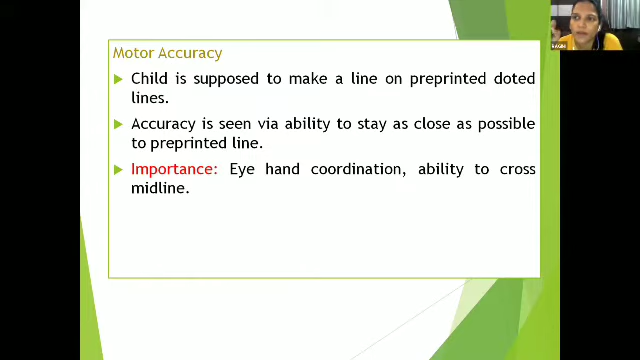 Motor Accuracy
Child is supposed to make a line on preprinted doted
lines.
Accuracy is seen via ability to stay as close as possible
to preprinted line.
Importance: Eye hand coordination, ability to cross
midline.